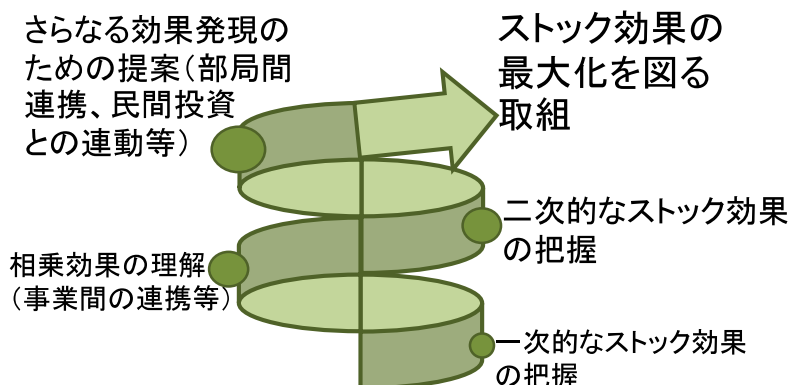 さらなる効果発現の
ための提案（部局間
連携、民間投資
との連動等）
ストック効果の
最大化を図る
取組
二次的なストック効果
の把握
相乗効果の理解
（事業間の連携等）
一次的なストック効果
の把握